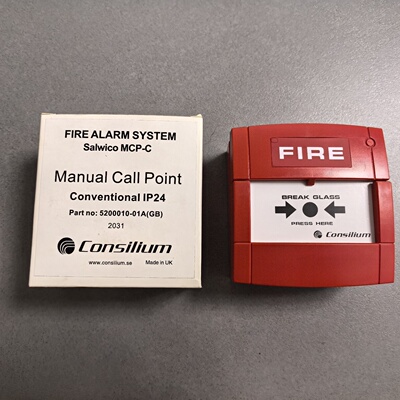 FIRE ALARM SYSTEM
Salwico MCP-C
Manual Call Point
Conventional IP24
Part no: 5200010-01A(GB)
2031
Consilium
www.consilium.se
Made in UK
FIRE
BREAK GLASS
PRESS HERE
Consilium